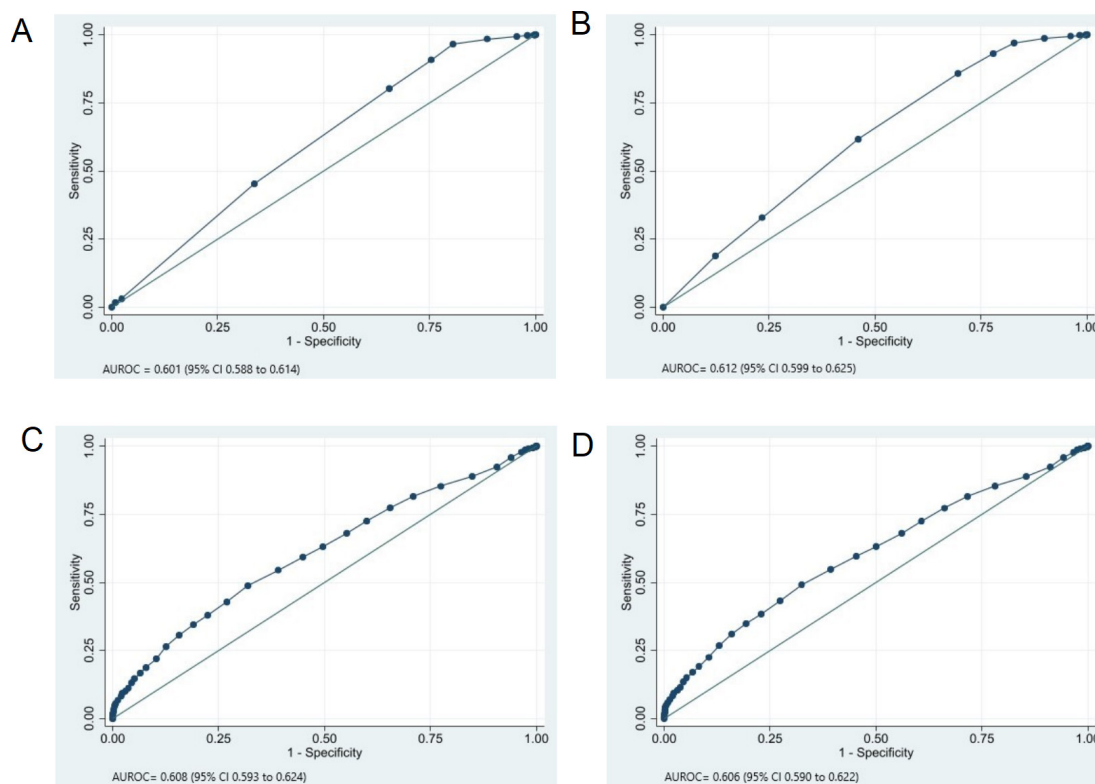 A
Sensitivity
1.00
0.75
0.50
0.25
0.00
0.00 0.25 0.50 0.75 1.00
1 - Specificity
AUROC = 0.601 (95% CI 0.588 to 0.614)
B
Sensitivity
1.00
0.75
0.50
0.25
0.00
0.00 0.25 0.50 0.75 1.00
1 - Specificity
AUROC= 0.612 (95% CI 0.599 to 0.625)
C
Sensitivity
1.00
0.75
0.50
0.25
0.00
0.00 0.25 0.50 0.75 1.00
1 - Specificity
AUROC= 0.608 (95% CI 0.593 to 0.624)
D
Sensitivity
1.00
0.75
0.50
0.25
0.00
0.00 0.25 0.50 0.75 1.00
1 - Specificity
AUROC= 0.606 (95% CI 0.590 to 0.622)